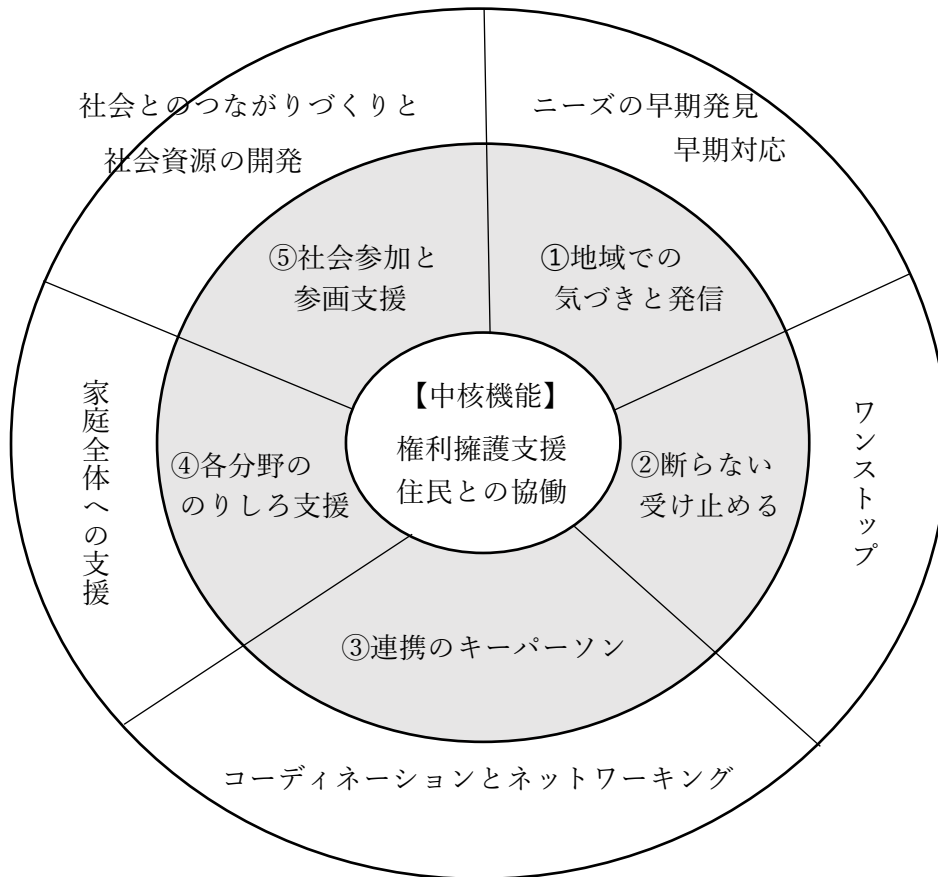 社会とのつながりづくりと
社会資源の開発
ニーズの早期発見
早期対応
⑤社会参加と
参画支援
①地域での
気づきと発信
【中核機能】
権利擁護支援
住民との協働
家庭全体への支援
④各分野の
のりしろ支援
②断らない
受け止める
ワンストップ
③連携のキーパーソン
コーディネーションとネットワーキング